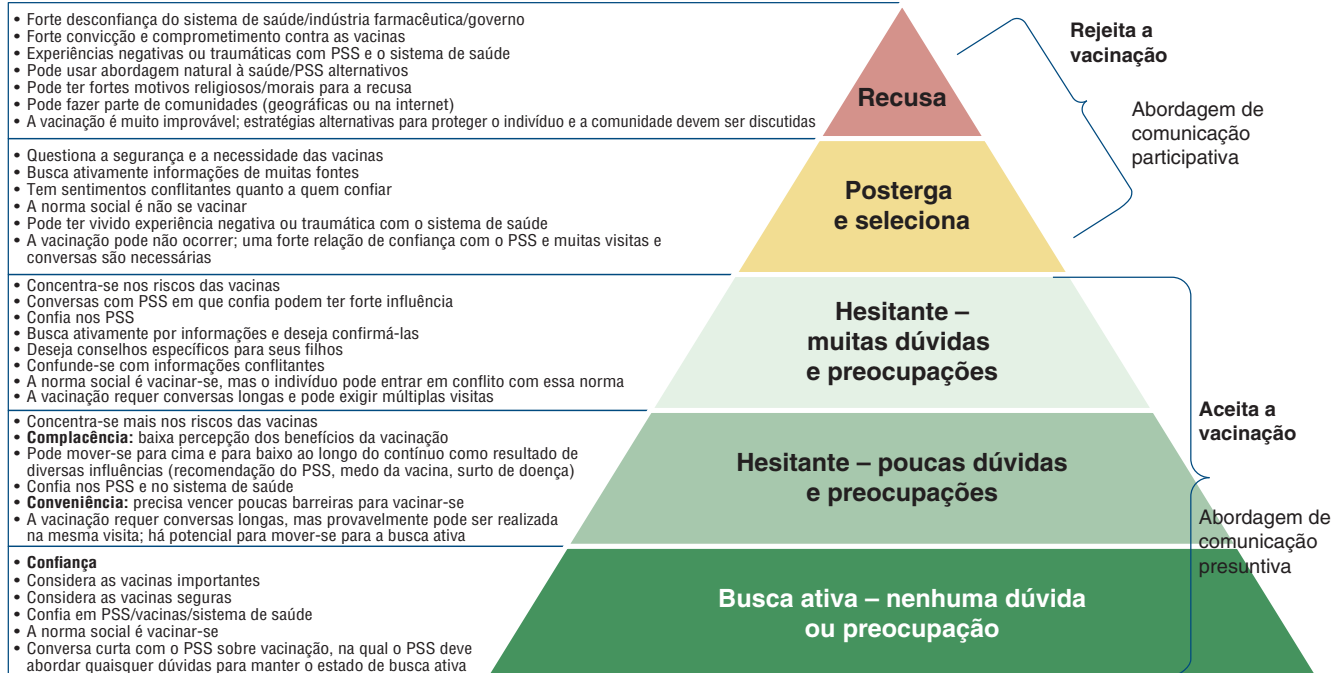 • Forte desconfiança do sistema de saúde/indústria farmacêutica/governo
• Forte convicção e comprometimento contra as vacinas
• Experiências negativas ou traumáticas com PSS e o sistema de saúde
• Pode usar abordagem natural à saúde/PSS alternativos
• Pode ter fortes motivos religiosos/morais para a recusa
• Pode fazer parte de comunidades (geográficas ou na internet)
• A vacinação é muito improvável; estratégias alternativas para proteger o indivíduo e a comunidade devem ser discutidas
Recusa
Rejeita a
vacinação
Abordagem de
comunicação
participativa
• Questiona a segurança e a necessidade das vacinas
• Busca ativamente informações de muitas fontes
• Tem sentimentos conflitantes quanto a quem confiar
• A norma social é não se vacinar
• Pode ter vivido experiência negativa ou traumática com o sistema de saúde
• A vacinação pode não ocorrer; uma forte relação de confiança com o PSS e muitas visitas e
conversas são necessárias
Posterga
e seleciona
• Concentra-se nos riscos das vacinas
• Conversas com PSS em que confia podem ter forte influência
• Confia nos PSS
• Busca ativamente por informações e deseja confirmá-las
• Deseja conselhos específicos para seus filhos
• Confunde-se com informações conflitantes
• A norma social é vacinar-se, mas o indivíduo pode entrar em conflito com essa norma
• A vacinação requer conversas longas e pode exigir múltiplas visitas
Hesitante –
muitas dúvidas
e preocupações
• Concentra-se mais nos riscos das vacinas
• Complacência: baixa percepção dos benefícios da vacinação
• Pode mover-se para cima e para baixo ao longo do contínuo como resultado de
diversas influências (recomendação do PSS, medo da vacina, surto de doença)
• Confia nos PSS e no sistema de saúde
• Conveniência: precisa vencer poucas barreiras para vacinar-se
• A vacinação requer conversas longas, mas provavelmente pode ser realizada
na mesma visita; há potencial para mover-se para a busca ativa
Hesitante – poucas dúvidas
e preocupações
Aceita a
vacinação
Abordagem de
comunicação
presuntiva
• Confiança
• Considera as vacinas importantes
• Considera as vacinas seguras
• Confia em PSS/vacinas/sistema de saúde
• A norma social é vacinar-se
• Conversa curta com o PSS sobre vacinação, na qual o PSS deve
abordar quaisquer dúvidas para manter o estado de busca ativa
Busca ativa – nenhuma dúvida
ou preocupação